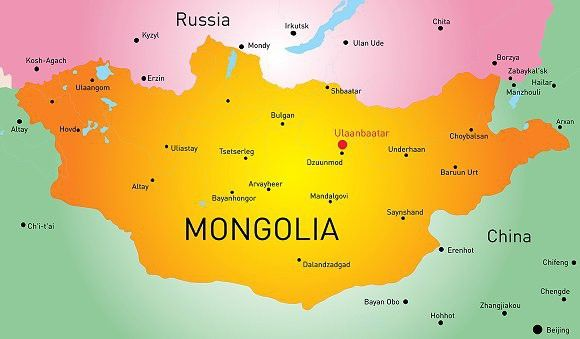 Russia
Irkutsk
Chita
Kyzyl
Mondy
Ulan Ude
Kosh-Agach
Borzya
Erzin
Zabaykal'sk
Hailar
Ulaangom
Shbaatar
Manzhouli
Altay
Hovd
Bulgan
Ulaanbaatar
Arxan
Choybalsan
Uliastay
Tsetserleg
Dzuunmod
Underhaan
Baruun Urt
Altay
Arvayheer
Bayanhongor
Mandalgovi
Saynshand
Ch'i-t'ai
MONGOLIA
China
Erenhot
Dalandzadgad
Chifeng
Bayan Obo
Chengde
Zhangjiakou
Hohhot
Beijing